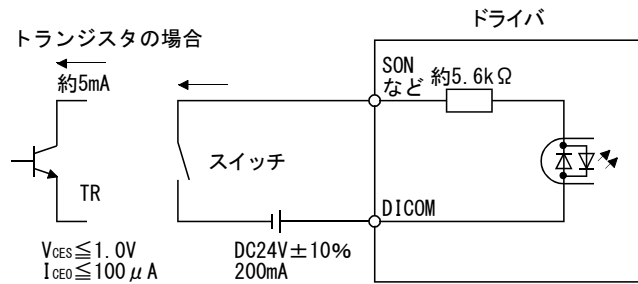 ドライバ
トランジスタの場合
約5mA
SON
など
約5.6kΩ
スイッチ
TR
DICOM
VCES≦1.0V
ICEO≦100μA
DC24V±10%
200mA